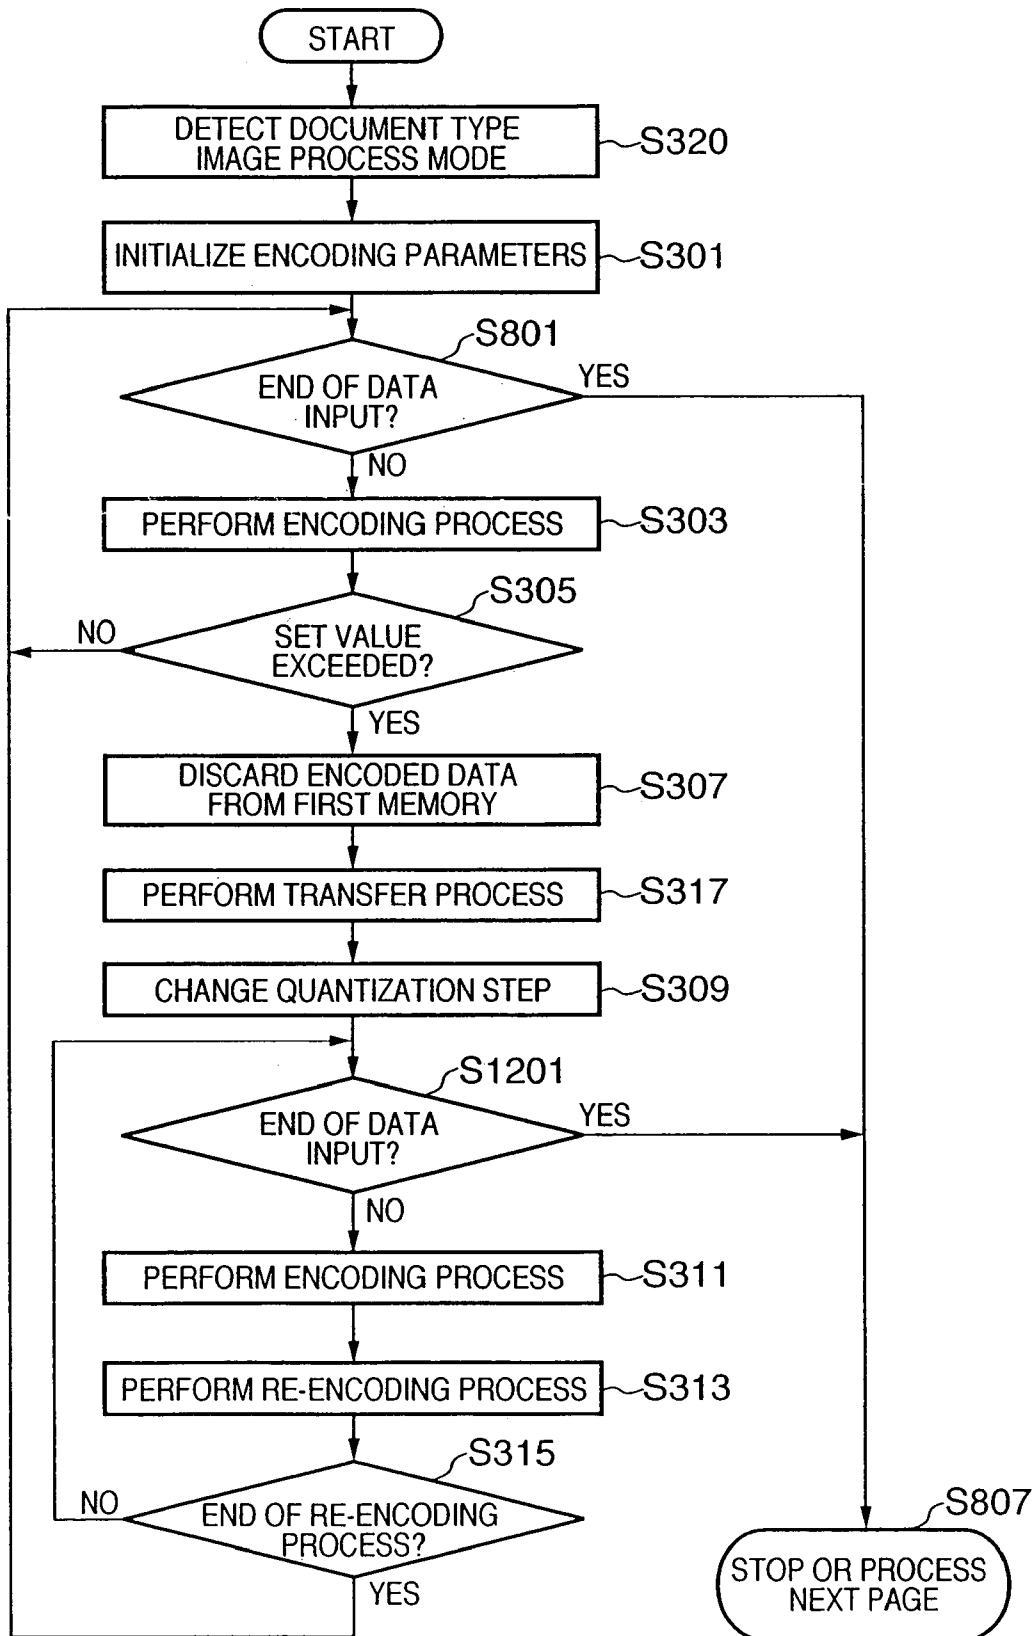 START
DETECT DOCUMENT TYPE
IMAGE PROCESS MODE
S320
INITIALIZE ENCODING PARAMETERS
S301
S801
END OF DATA
INPUT?
YES
NO
PERFORM ENCODING PROCESS
S303
S305
NO
SET VALUE
EXCEEDED?
YES
DISCARD ENCODED DATA
FROM FIRST MEMORY
S307
PERFORM TRANSFER PROCESS
S317
CHANGE QUANTIZATION STEP
S309
S1201
END OF DATA
INPUT?
YES
NO
PERFORM ENCODING PROCESS
S311
PERFORM RE-ENCODING PROCESS
S313
S315
NO
END OF RE-ENCODING
PROCESS?
YES
S807
STOP OR PROCESS
NEXT PAGE